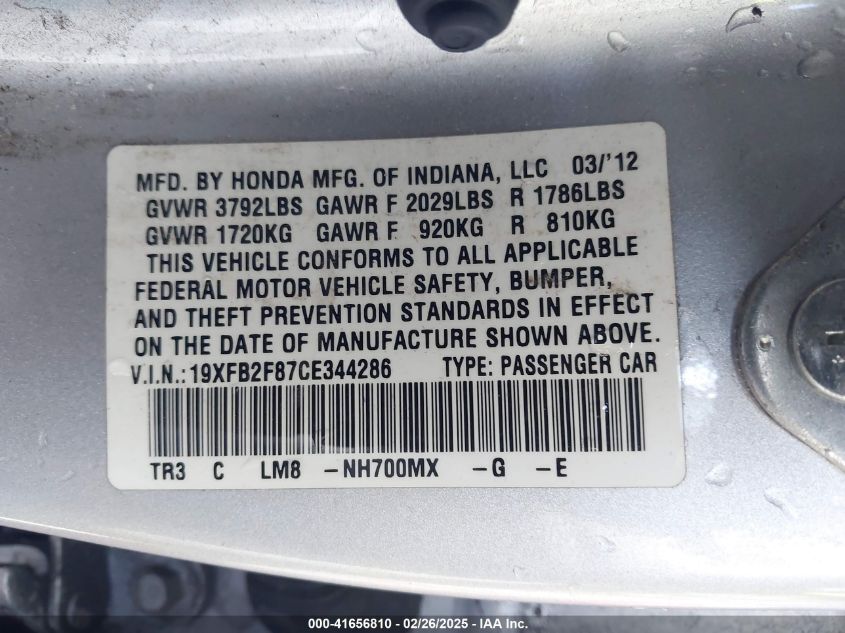 MFD. BY HONDA MFG. OF INDIANA, LLC 03/'12
GVWR 3792LBS GAWR F 2029LBS R 1786LBS
GVWR 1720KG GAWR F 920KG R 810KG
THIS VEHICLE CONFORMS TO ALL APPLICABLE
FEDERAL MOTOR VEHICLE SAFETY, BUMPER,
AND THEFT PREVENTION STANDARDS IN EFFECT
ON THE DATE OF MANUFACTURE SHOWN ABOVE.
V.I.N.:19XFB2F87CE344286 TYPE: PASSENGER CAR
TR3 C LM8 -NH700MX -G -E
000-41656810 / 02/26/2025 - IAAI.COM